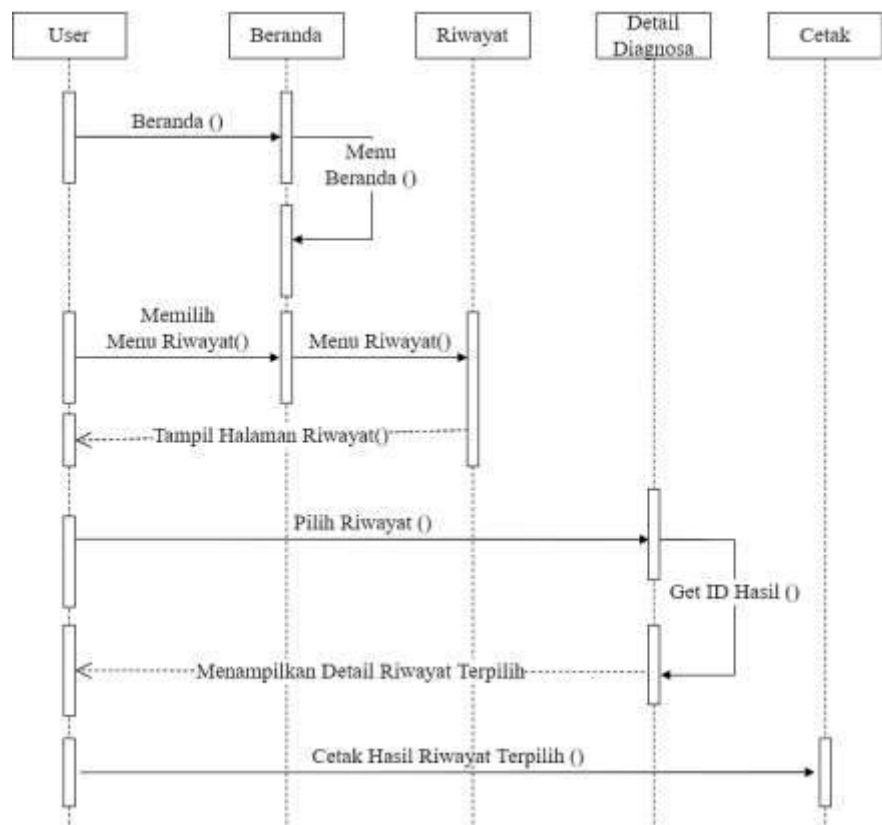 User
Beranda
Riwayat
Detail
Diagnosa
Cetak
Beranda ()
Menu
Beranda ()
Memilih
Menu Riwayat()
Menu Riwayat()
Tampil Halaman Riwayat()
Pilih Riwayat ()
Get ID Hasil ()
Menampilkan Detail Riwayat Terpilih
Cetak Hasil Riwayat Terpilih ()